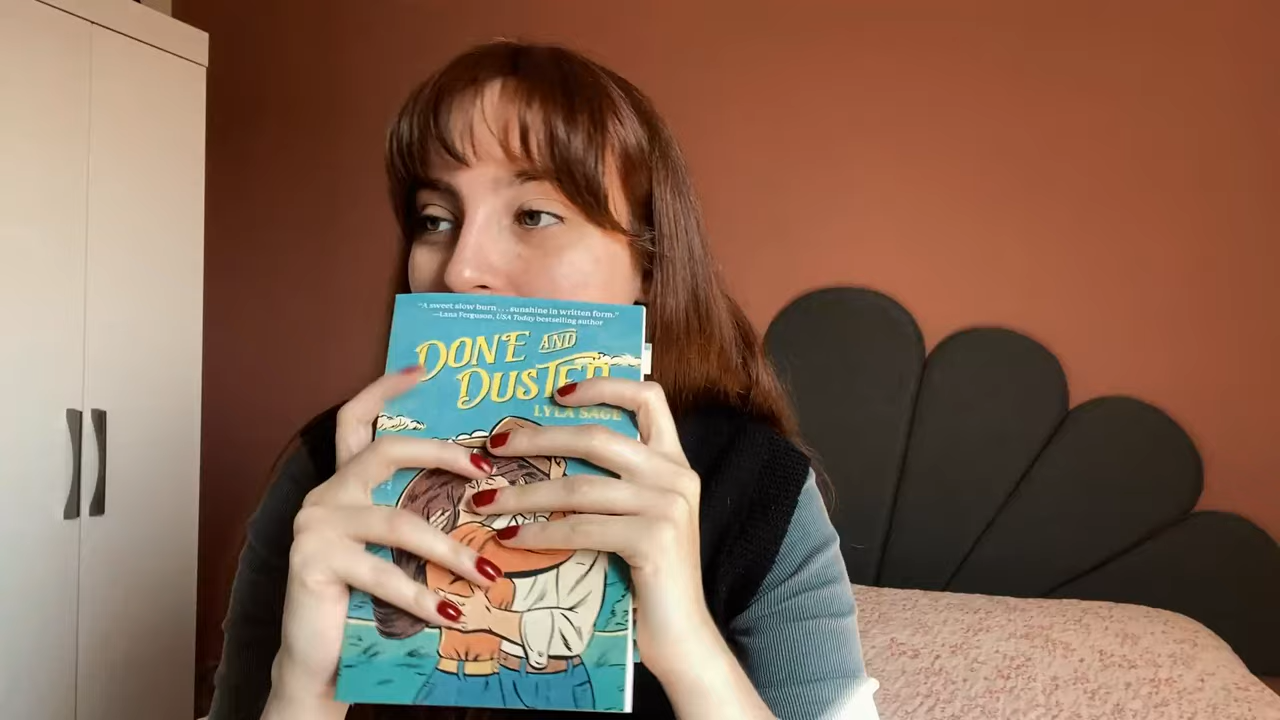 “A sweet slow burn . . . sunshine in written form.”
—Lana Ferguson, USA Today bestselling author
DONE AND
DUSTED
LYLA SAGE